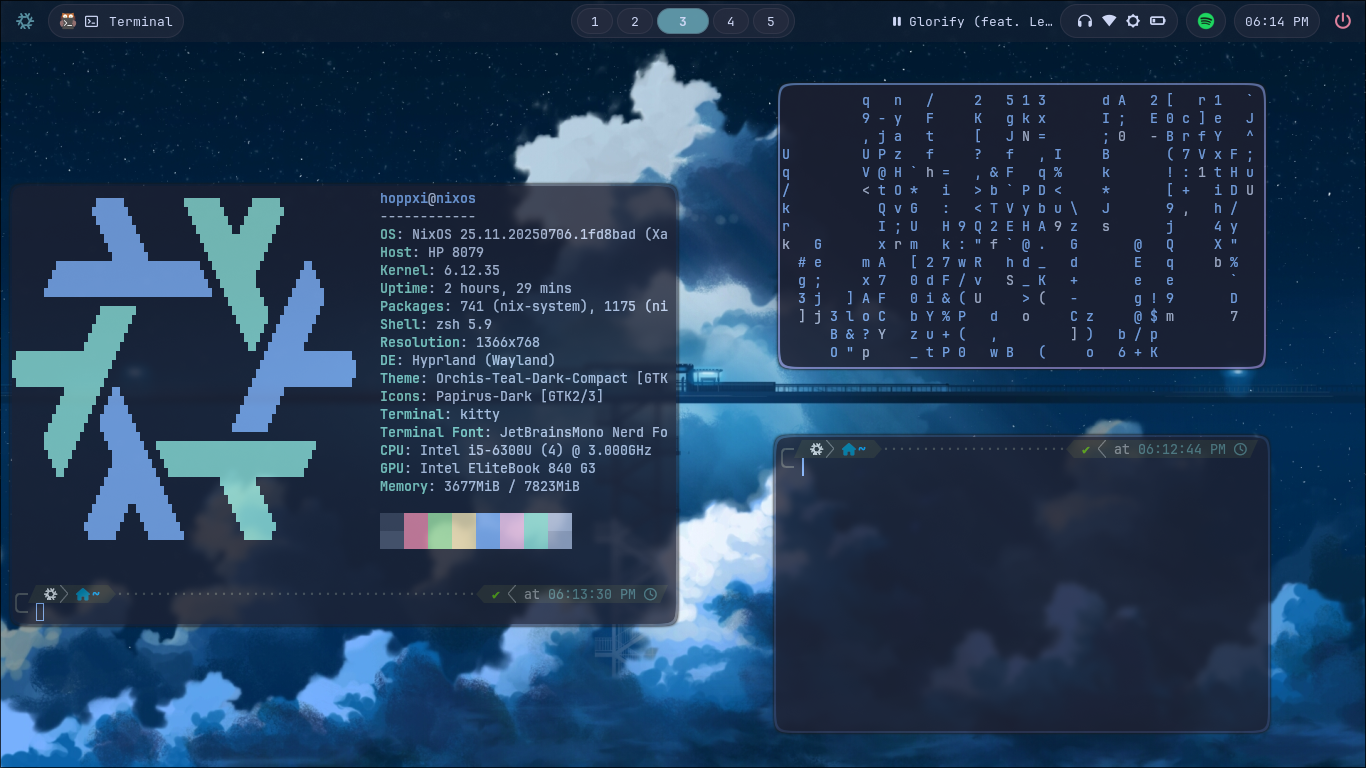 Terminal
1 2 3 4 5
Glorify (feat. Le…
06:14 PM
hoppxi@nixos
------------
OS: NixOS 25.11.20250706.1fd8bad (Xa
Host: HP 8079
Kernel: 6.12.35
Uptime: 2 hours, 29 mins
Packages: 741 (nix-system), 1175 (ni
Shell: zsh 5.9
Resolution: 1366x768
DE: Hyprland (Wayland)
Theme: Orchis-Teal-Dark-Compact [GTK
Icons: Papirus-Dark [GTK2/3]
Terminal: kitty
Terminal Font: JetBrainsMono Nerd Fo
CPU: Intel i5-6300U (4) @ 3.000GHz
GPU: Intel EliteBook 840 G3
Memory: 3677MiB / 7823MiB
~ ✔ at 06:13:30 PM
q n / 2 5 1 3 d A 2 [ r 1 `
9 - y F K g k x I ; E 0 c ] e J
, j a t [ J N = ; 0 - B r f Y ^
U U P z f ? f , I B ( 7 V x F ;
q V @ H ` h = , & F q % K ! : 1 t H u
/ < t O * i > b ` P D < * [ + i D U
k Q v G : < T V y b u \ J 9 , h /
r I ; U H 9 Q 2 E H A 9 z s j 4 y
k G x r m k : " f ` @ . G @ Q X "
# e m A [ 2 7 w R h d _ d E q b %
g ; x 7 0 d F / v S _ K + e e `
3 j ] A F 0 i & ( U > ( - g ! 9 D
] j 3 l o C b Y % P d o C z @ $ m 7
B & ? Y z u + ( , ] ) b / p
O " p _ t P 0 w B ( o 6 + K
~ ✔ at 06:12:44 PM